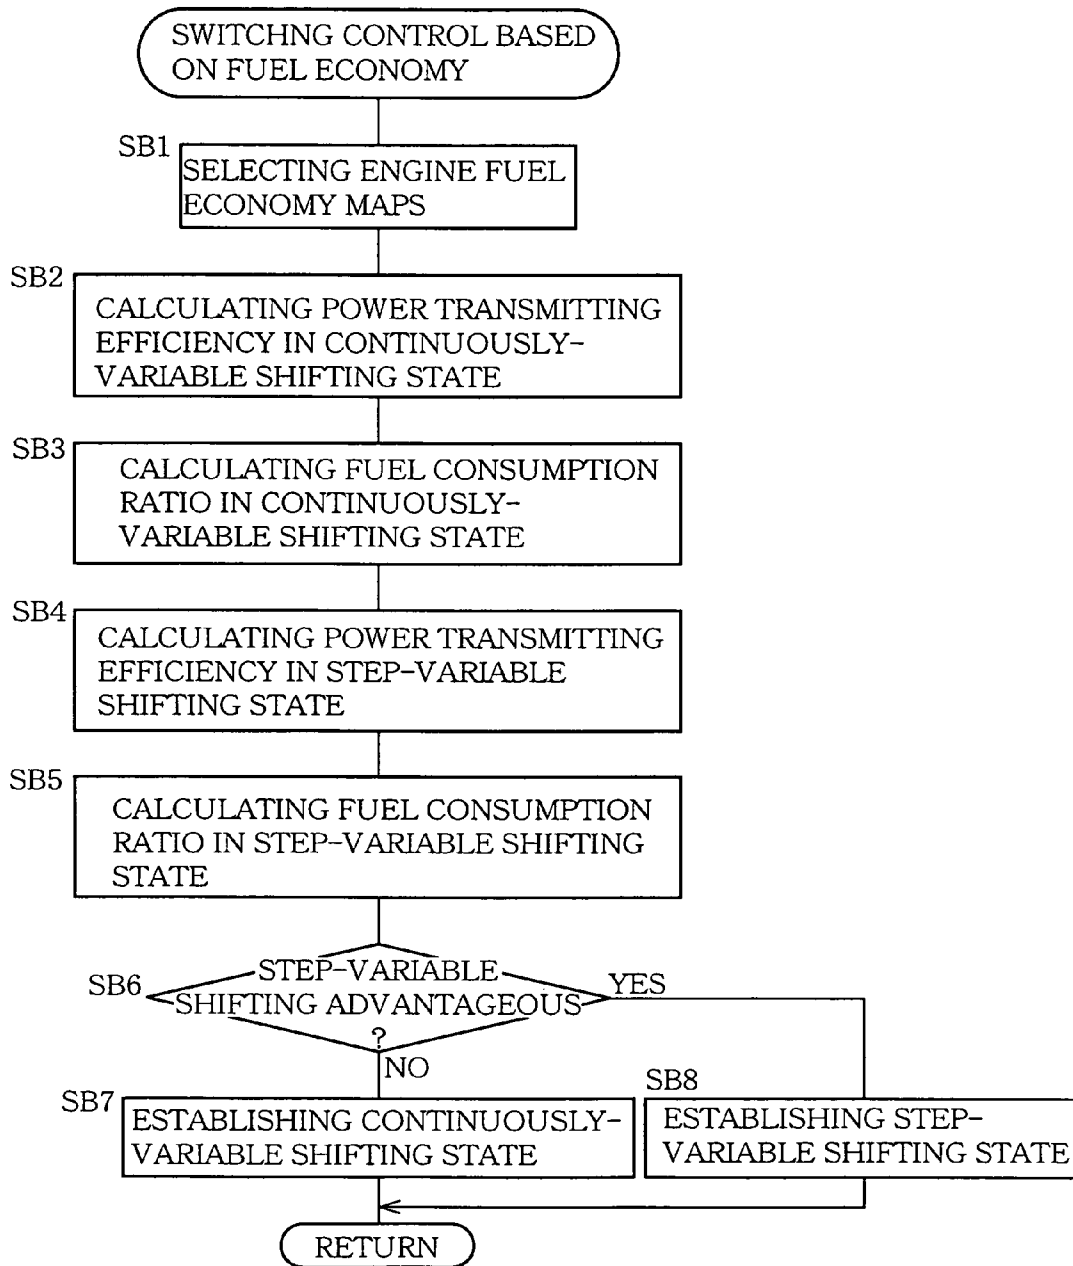 SWITCHNG CONTROL BASED
ON FUEL ECONOMY
SB1
SELECTING ENGINE FUEL
ECONOMY MAPS
SB2
CALCULATING POWER TRANSMITTING
EFFICIENCY IN CONTINUOUSLY-
VARIABLE SHIFTING STATE
SB3
CALCULATING FUEL CONSUMPTION
RATIO IN CONTINUOUSLY-
VARIABLE SHIFTING STATE
SB4
CALCULATING POWER TRANSMITTING
EFFICIENCY IN STEP-VARIABLE
SHIFTING STATE
SB5
CALCULATING FUEL CONSUMPTION
RATIO IN STEP-VARIABLE SHIFTING
STATE
SB6
STEP-VARIABLE
SHIFTING ADVANTAGEOUS
?
YES
NO
SB7
ESTABLISHING CONTINUOUSLY-
VARIABLE SHIFTING STATE
SB8
ESTABLISHING STEP-
VARIABLE SHIFTING STATE
RETURN